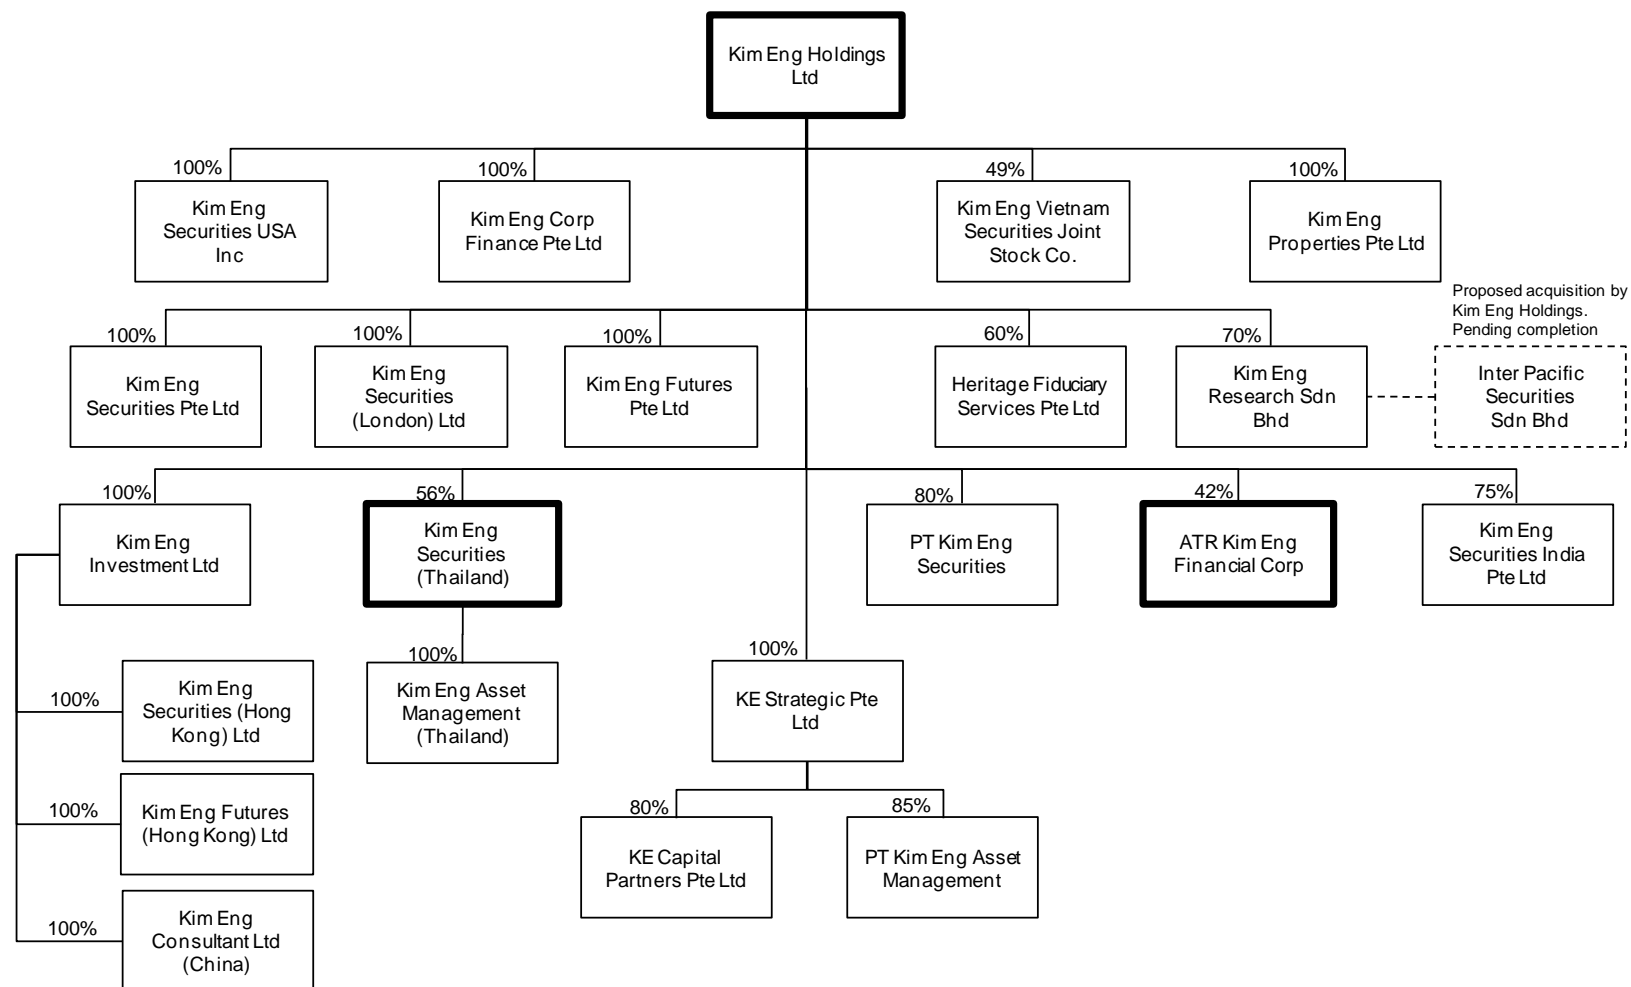 Kim Eng Holdings
Ltd
100%
100%
49%
100%
Kim Eng
Securities USA
Inc
Kim Eng Corp
Finance Pte Ltd
Kim Eng Vietnam
Securities Joint
Stock Co.
Kim Eng
Properties Pte Ltd
Proposed acquisition by
Kim Eng Holdings.
Pending completion
100%
100%
100%
60%
70%
Kim Eng
Securities Pte Ltd
Kim Eng
Securities
(London) Ltd
Kim Eng Futures
Pte Ltd
Heritage Fiduciary
Services Pte Ltd
Kim Eng
Research Sdn
Bhd
Inter Pacific
Securities
Sdn Bhd
100%
56%
80%
42%
75%
Kim Eng
Investment Ltd
Kim Eng
Securities
(Thailand)
PT Kim Eng
Securities
ATR Kim Eng
Financial Corp
Kim Eng
Securities India
Pte Ltd
100%
Kim Eng
Securities (Hong
Kong) Ltd
100%
Kim Eng Asset
Management
(Thailand)
100%
KE Strategic Pte
Ltd
100%
Kim Eng Futures
(Hong Kong) Ltd
80%
85%
KE Capital
Partners Pte Ltd
PT Kim Eng Asset
Management
100%
Kim Eng
Consultant Ltd
(China)